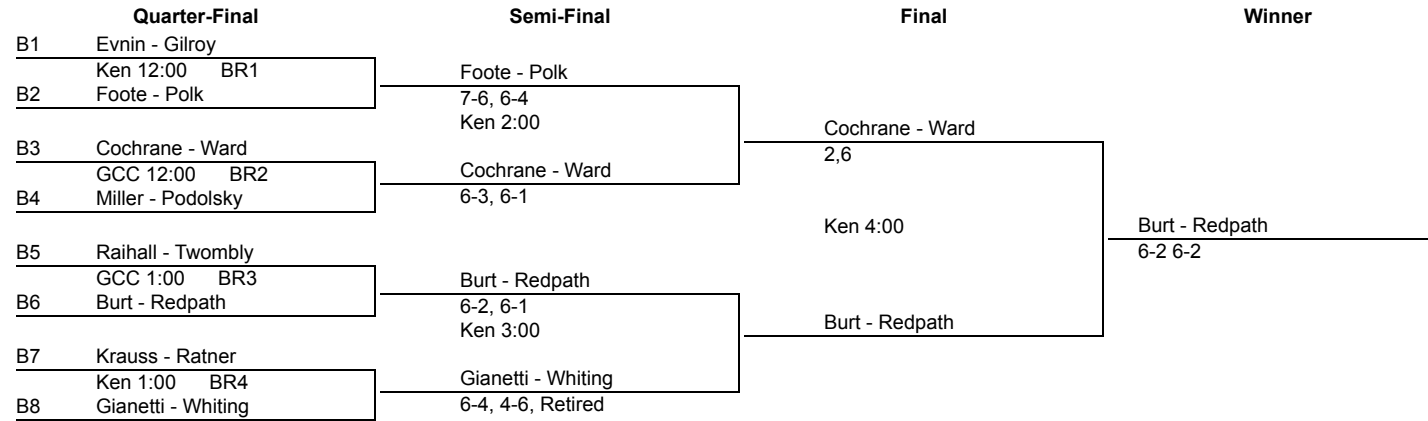 Quarter-Final Semi-Final Final Winner
B1 Evnin - Gilroy
Ken 12:00 BR1
Foote - Polk
B2 Foote - Polk
7-6, 6-4
Ken 2:00
Cochrane - Ward
B3 Cochrane - Ward
2,6
GCC 12:00 BR2
Cochrane - Ward
B4 Miller - Podolsky
6-3, 6-1
Ken 4:00
Burt - Redpath
B5 Raihall - Twombly
6-2 6-2
GCC 1:00 BR3
Burt - Redpath
B6 Burt - Redpath
6-2, 6-1
Burt - Redpath
Ken 3:00
B7 Krauss - Ratner
Ken 1:00 BR4
Gianetti - Whiting
B8 Gianetti - Whiting
6-4, 4-6, Retired